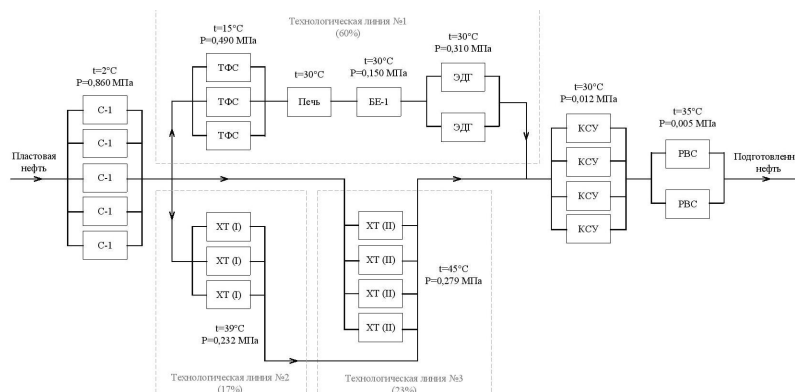 Технологическая линия №1
(60%)
t=15°C
P=0,490 МПа
t=30°C
P=0,310 МПа
t=2°C
P=0,860 МПа
t=30°C
t=30°C
P=0,150 МПа
t=30°C
P=0,012 МПа
t=35°C
P=0,005 МПа
ТФС
ТФС
ТФС
Печь
БЕ-1
ЭДГ
ЭДГ
С-1
С-1
С-1
С-1
С-1
Пластовая
нефть
КСУ
КСУ
КСУ
КСУ
РВС
РВС
Подготовленн
нефть
ХТ (I)
ХТ (I)
ХТ (I)
t=39°C
P=0,232 МПа
ХТ (II)
ХТ (II)
ХТ (II)
ХТ (II)
t=45°C
P=0,279 МПа
Технологическая линия №2
(17%)
Технологическая линия №3
(23%)